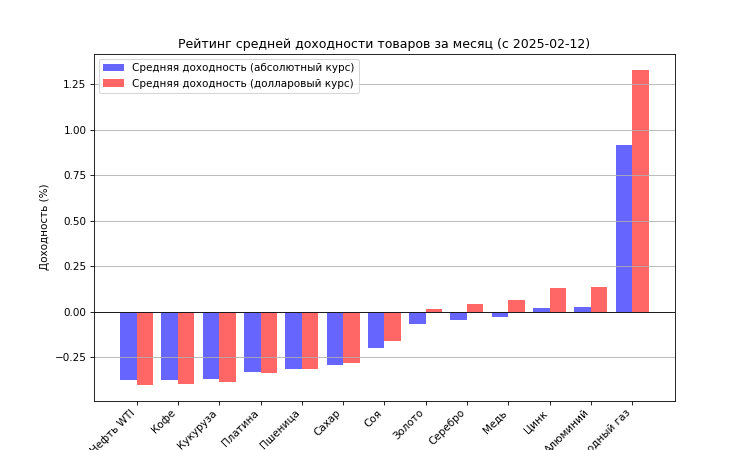 Рейтинг средней доходности товаров за месяц (с 2025-02-12)
Средняя доходность (абсолютный курс)
Средняя доходность (долларовый курс)
Доходность (%)
1.25
1.00
0.75
0.50
0.25
0.00
−0.25
Нефть WTI
Кофе
Кукуруза
Платина
Пшеница
Сахар
Соя
Золото
Серебро
Медь
Цинк
Алюминий
одный газ